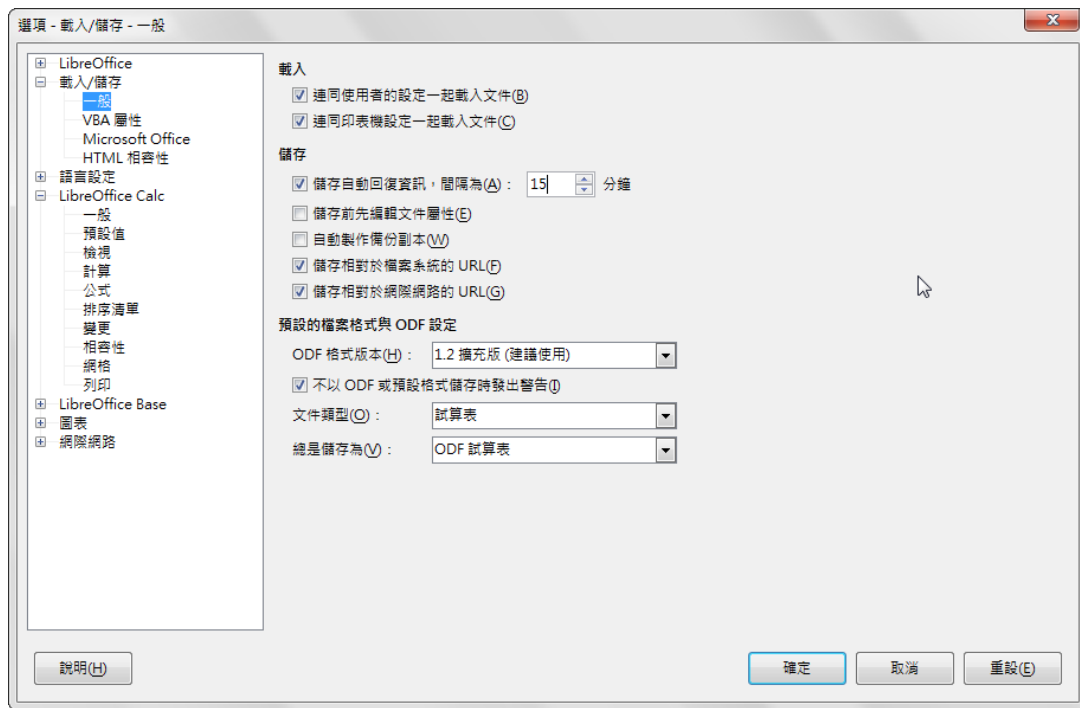 選項 - 載入/儲存 - 一般
LibreOffice
載入/儲存
一般
VBA 屬性
Microsoft Office
HTML 相容性
語言設定
LibreOffice Calc
一般
預設值
檢視
計算
公式
排序清單
變更
相容性
網格
列印
LibreOffice Base
圖表
網際網路
載入
連同使用者的設定一起載入文件(B)
連同印表機設定一起載入文件(C)
儲存
儲存自動回復資訊，間隔為(A)： 15 分鐘
儲存前先編輯文件屬性(E)
自動製作備份副本(W)
儲存相對於檔案系統的 URL(F)
儲存相對於網際網路的 URL(G)
預設的檔案格式與 ODF 設定
ODF 格式版本(H)： 1.2 擴充版 (建議使用)
不以 ODF 或預設格式儲存時發出警告(I)
文件類型(O)： 試算表
總是儲存為(V)： ODF 試算表
說明(H) 確定 取消 重設(E)